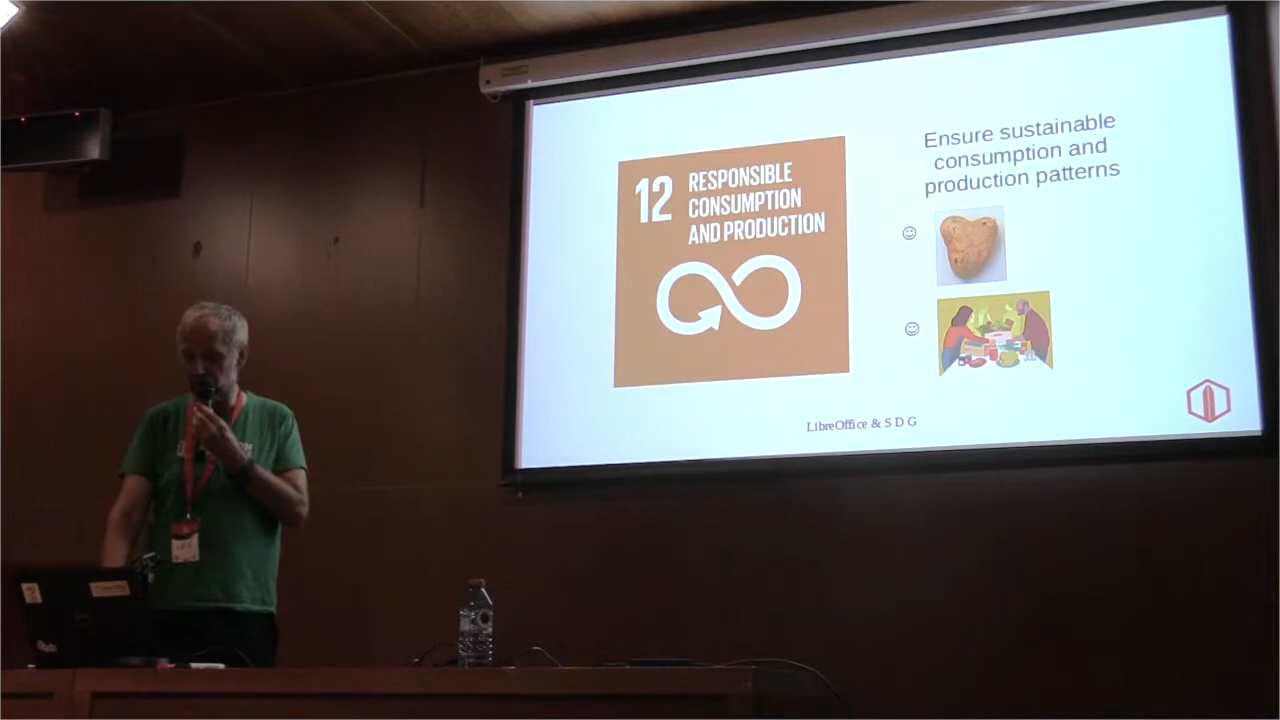 12
RESPONSIBLE
CONSUMPTION
AND PRODUCTION
Ensure sustainable
consumption and
production patterns
LibreOffice & S D G